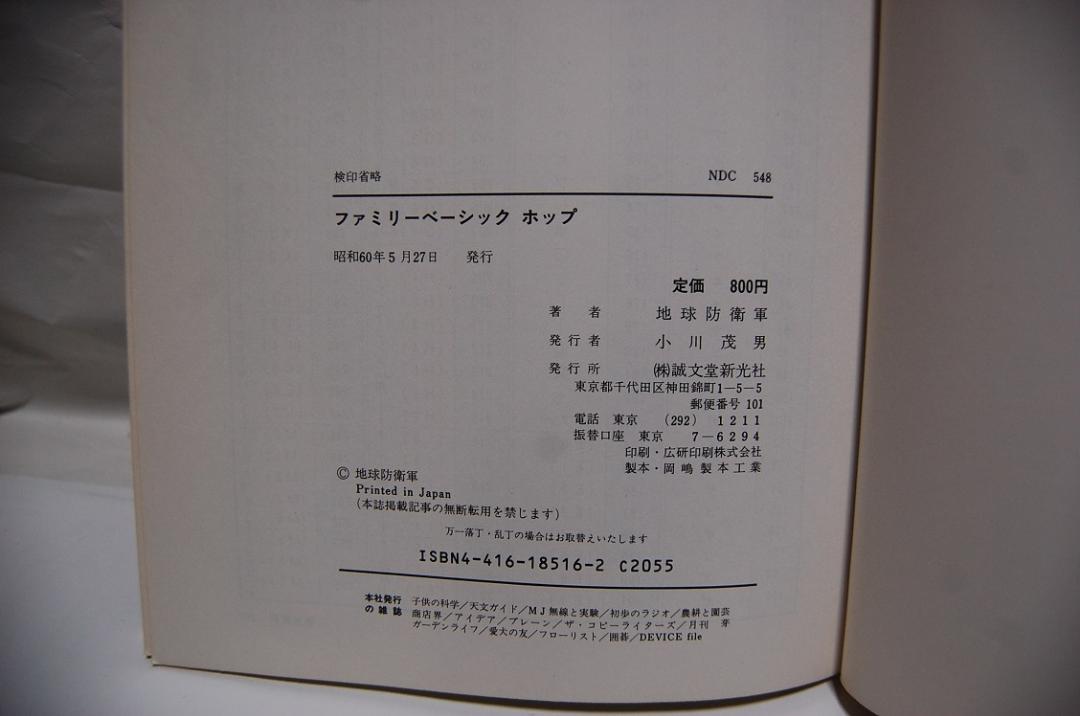 検印省略 NDC 548
ファミリーベーシック ホップ
昭和60年5月27日 発行
定価 800円
著者 地球防衛軍
発行者 小川茂男
発行所 ㈱誠文堂新光社
東京都千代田区神田錦町1―5―5
郵便番号 101
電話 東京 (292) 1211
振替口座 東京 7―6294
印刷・広研印刷株式会社
製本・岡嶋製本工業
© 地球防衛軍
Printed in Japan
(本誌掲載記事の無断転用を禁じます)
万一落丁・乱丁の場合はお取替えいたします
ISBN4-416-18516-2 C2055
本社発行の雑誌
子供の科学/天文ガイド/MJ無線と実験/初歩のラジオ/農耕と園芸
商店界/アイデア/ブレーン/ザ・コピーライターズ/月刊 芽
ガーデンライフ/愛犬の友/フローリスト/囲碁/DEVICE file